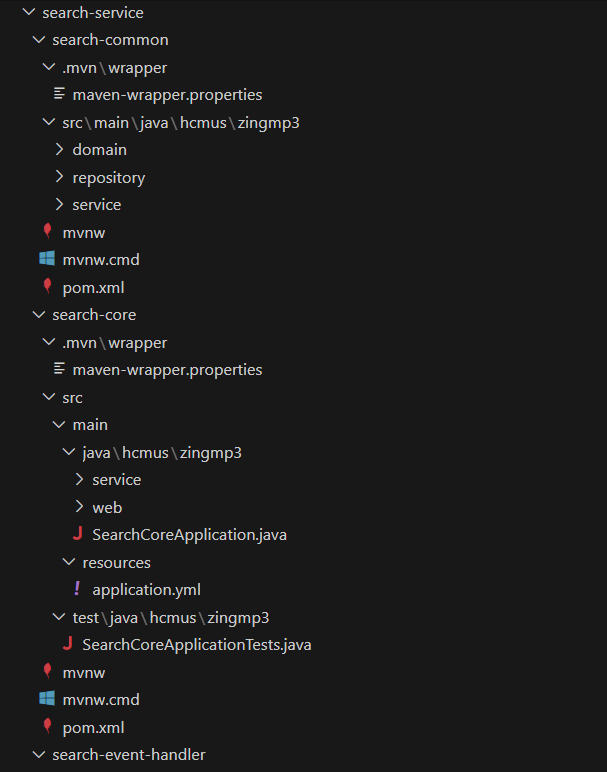 search-service
search-common
.mvn\wrapper
maven-wrapper.properties
src\main\java\hcmus\zingmp3
domain
repository
service
mvnw
mvnw.cmd
pom.xml
search-core
.mvn\wrapper
maven-wrapper.properties
src
main
java\hcmus\zingmp3
service
web
SearchCoreApplication.java
resources
application.yml
test\java\hcmus\zingmp3
SearchCoreApplicationTests.java
mvnw
mvnw.cmd
pom.xml
search-event-handler